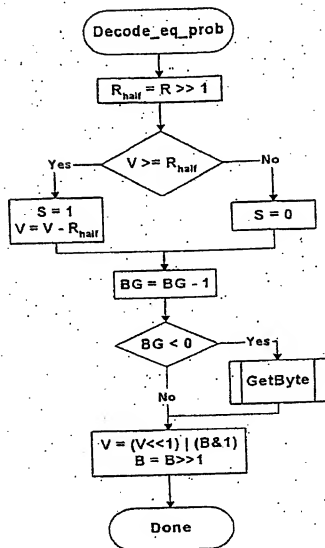 Decode_eq_prob
R_half = R >> 1
V >= R_half
Yes
No
S = 1
V = V - R_half
S = 0
BG = BG - 1
BG < 0
Yes
GetByte
No
V = (V<<1) | (B&1)
B = B>>1
Done